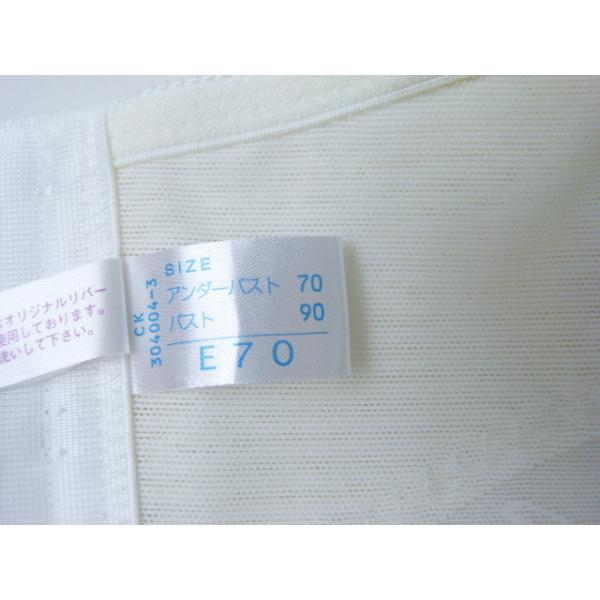 SIZE
アンダーバスト 70
バスト 90
E70
CK
304004-3
オリジナルリバー
使用しております。
洗いして下さい。